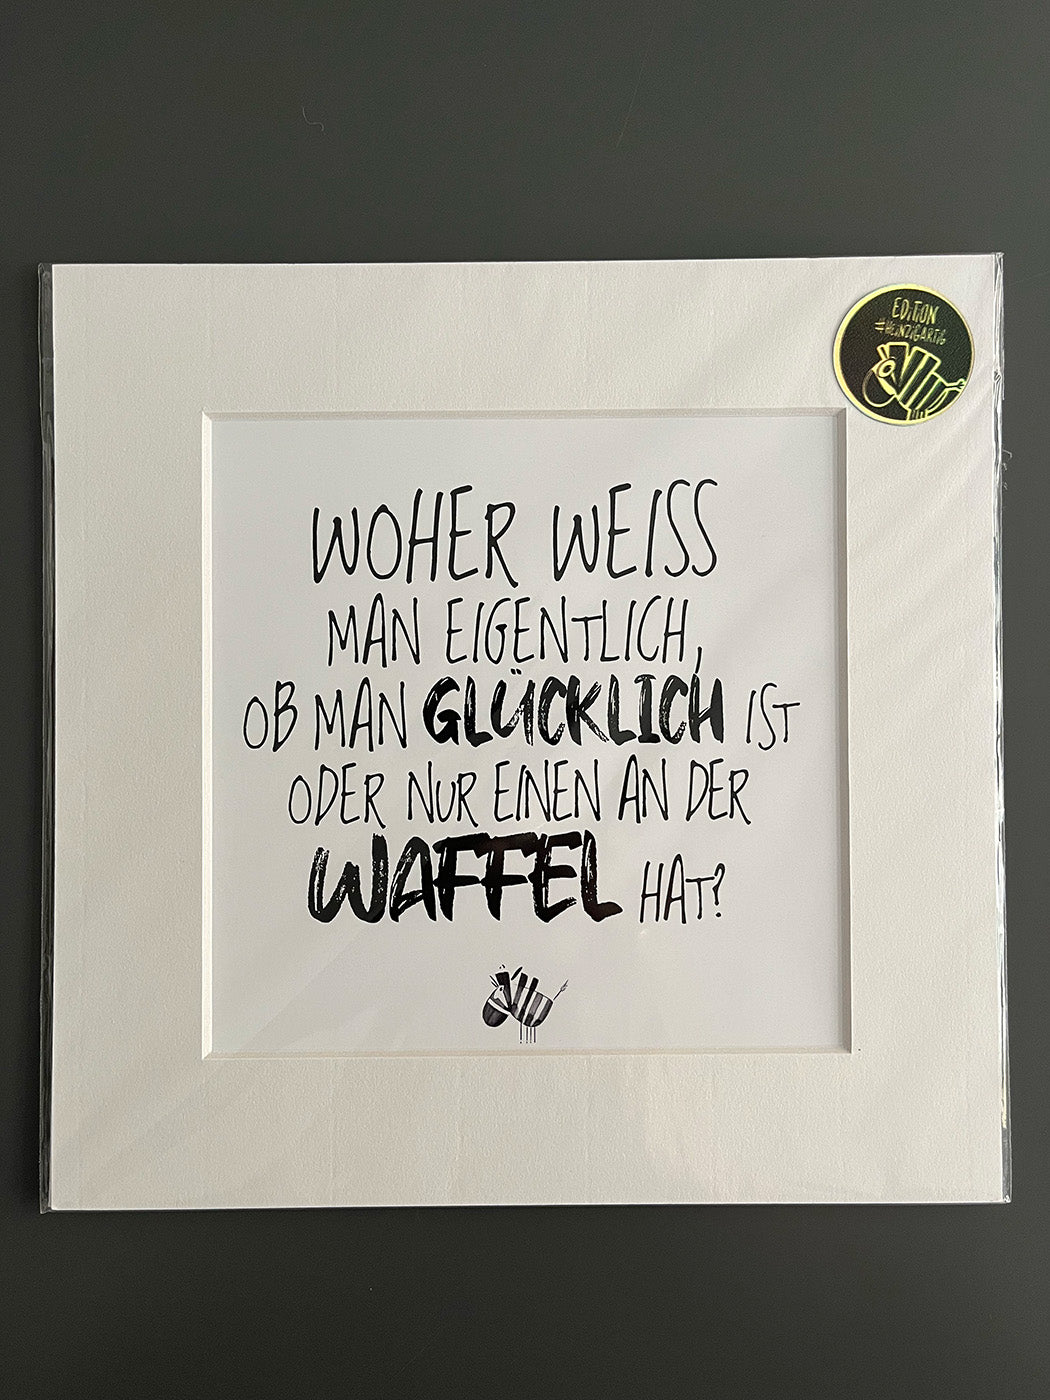 EDITION
#HEINZIGARTIG
WOHER WEISS
MAN EIGENTLICH,
OB MAN GLÜCKLICH IST
ODER NUR EINEN AN DER
WAFFEL HAT?